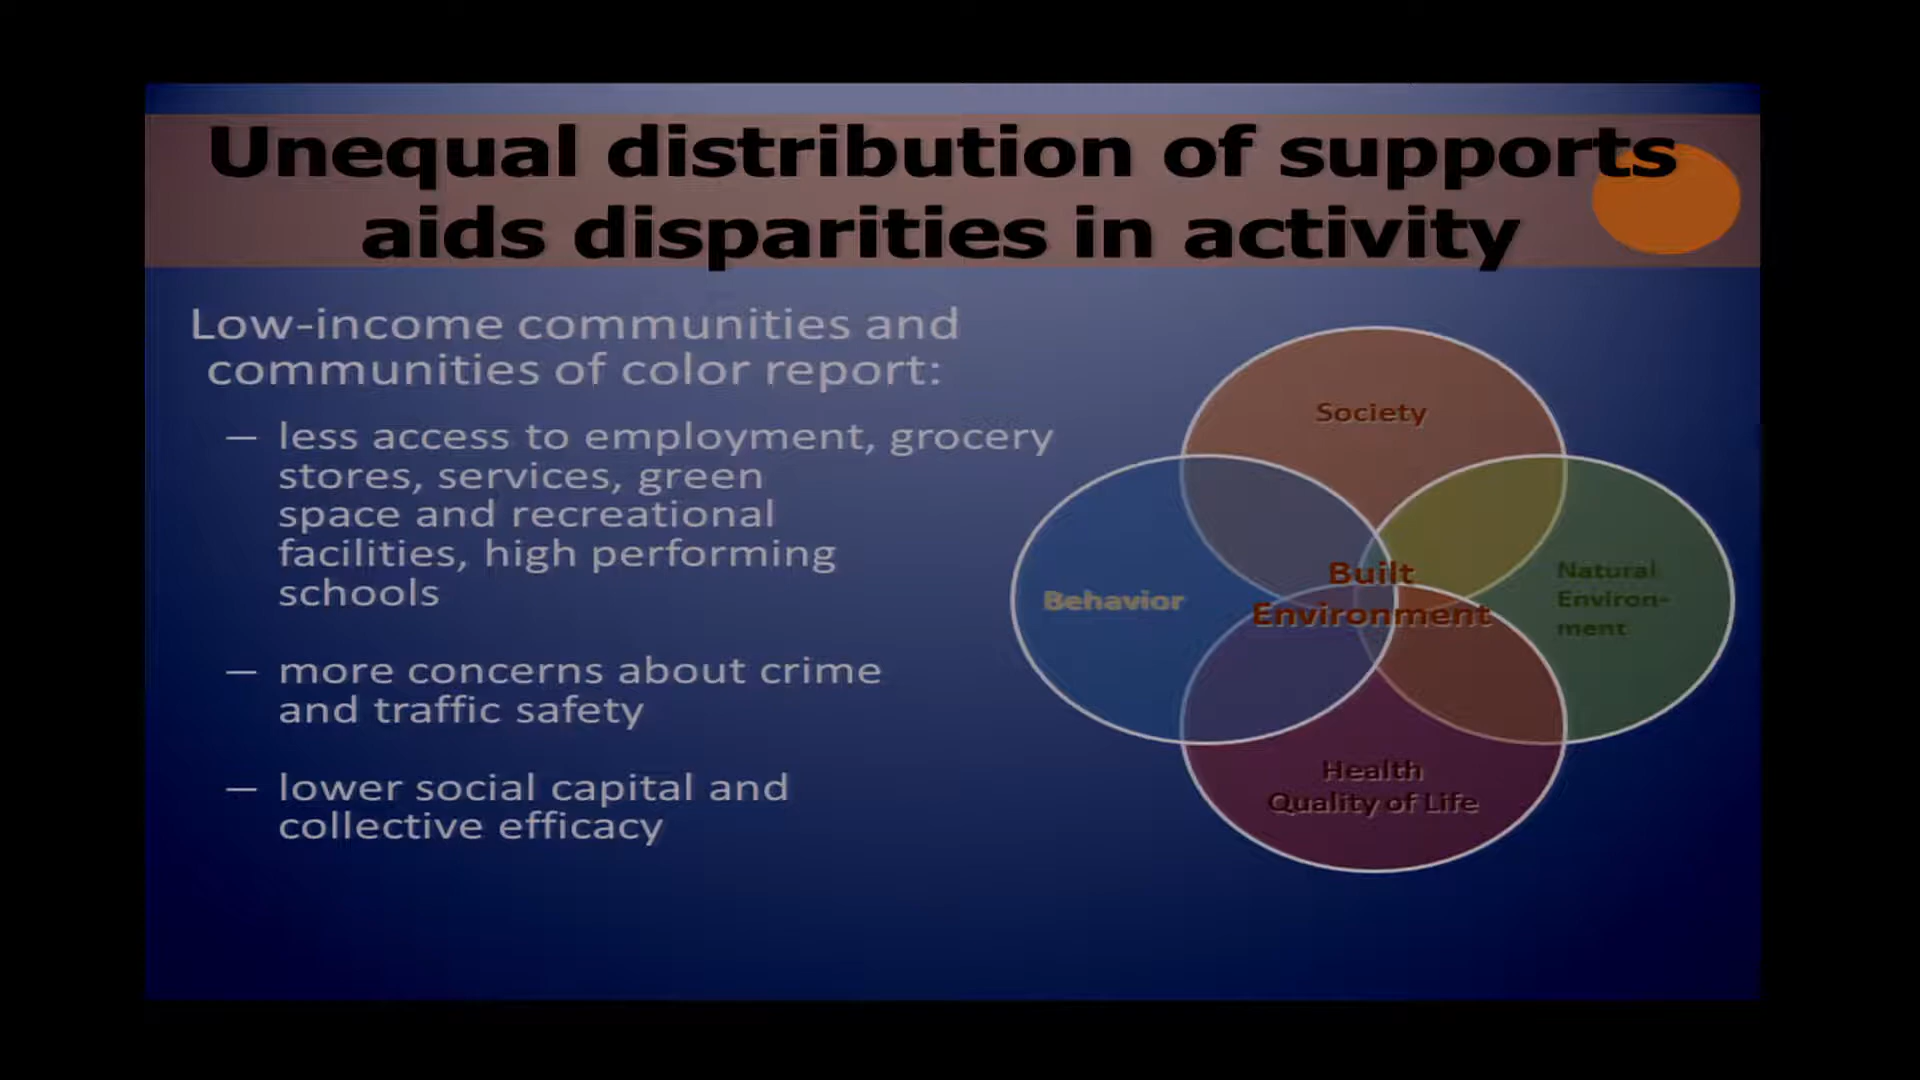 Unequal distribution of supports
aids disparities in activity
Low-income communities and
communities of color report:
– less access to employment, grocery
stores, services, green
space and recreational
facilities, high performing
schools
– more concerns about crime
and traffic safety
– lower social capital and
collective efficacy
Society
Behavior
Built
Environment
Natural
Environ-
ment
Health
Quality of Life